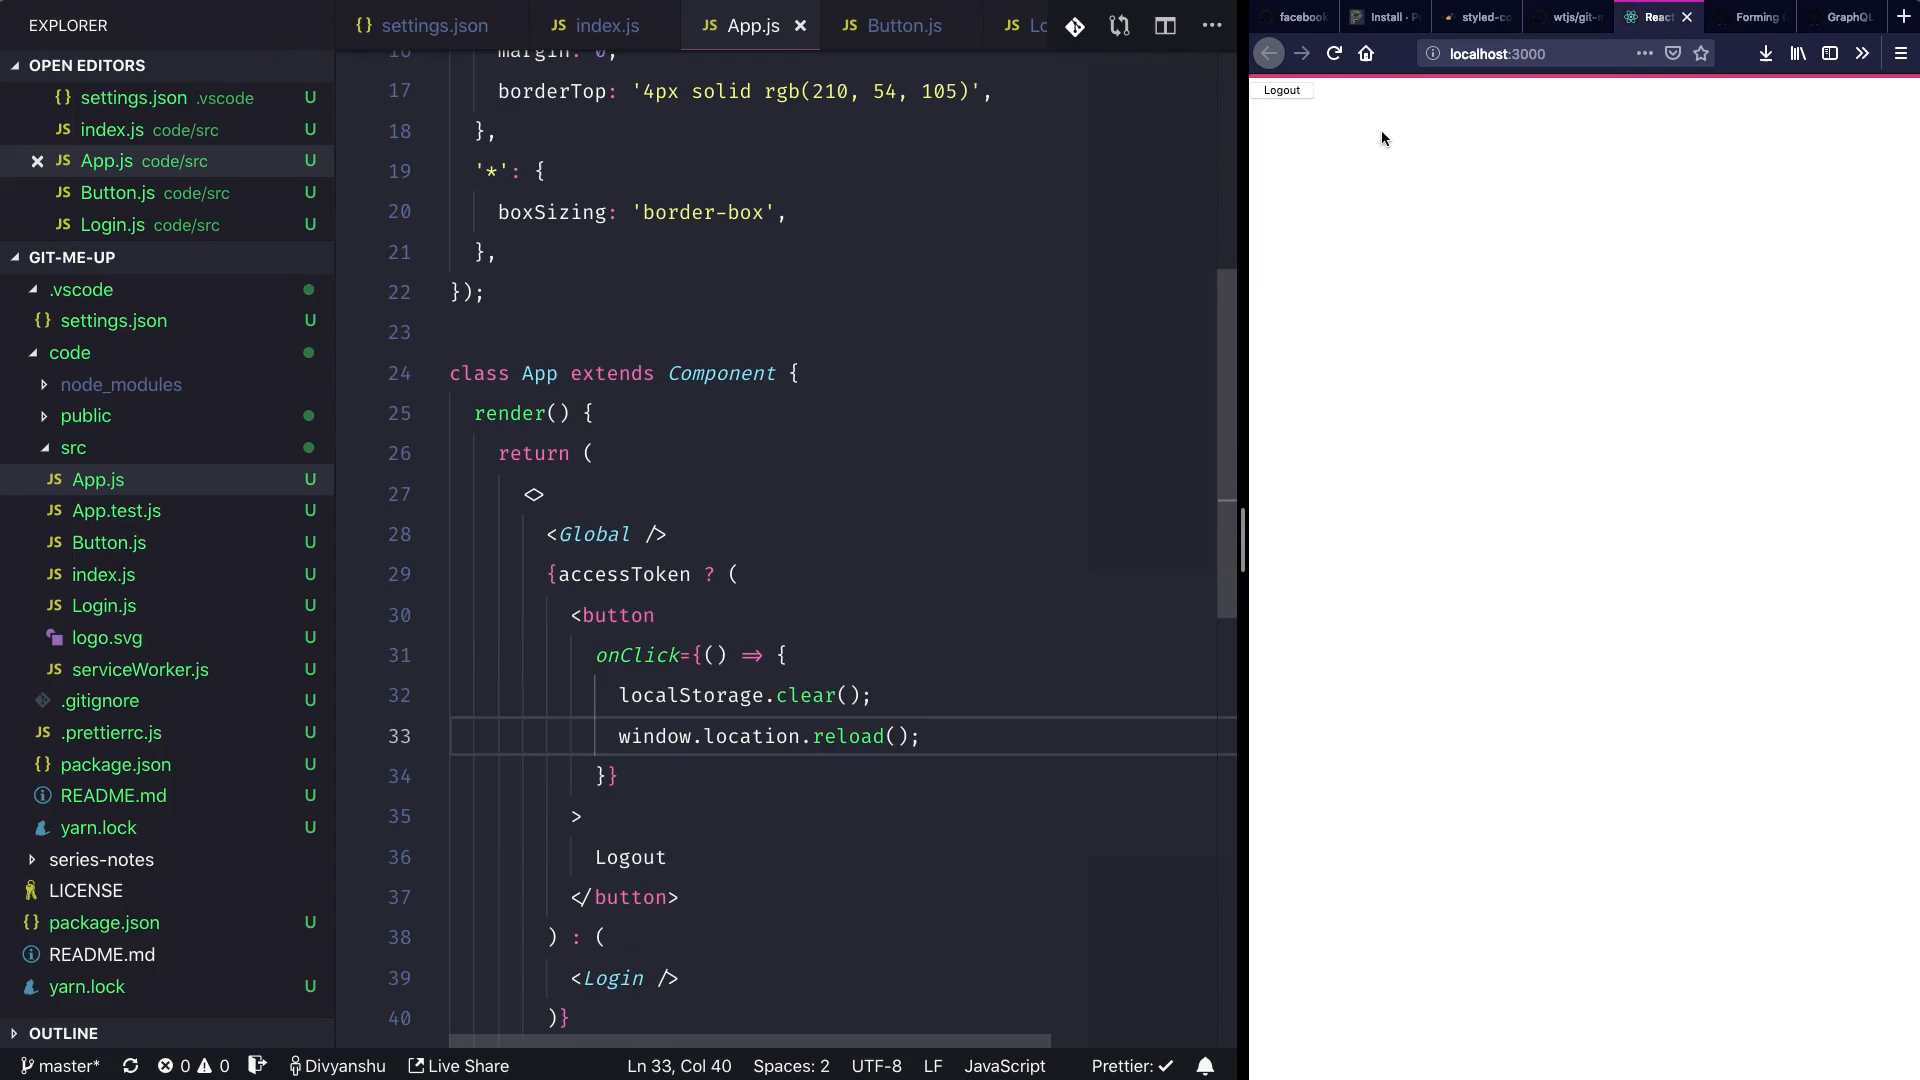 EXPLORER
OPEN EDITORS
{} settings.json .vscode U
JS index.js code/src U
JS App.js code/src U
JS Button.js code/src U
JS Login.js code/src U
GIT-ME-UP
.vscode
{} settings.json U
code
node_modules
public
src
JS App.js U
JS App.test.js U
JS Button.js U
JS index.js U
JS Login.js U
logo.svg U
JS serviceWorker.js U
.gitignore U
JS .prettierrc.js U
{} package.json U
README.md U
yarn.lock U
series-notes
LICENSE
{} package.json U
README.md
yarn.lock U
OUTLINE
{} settings.json
JS index.js
JS App.js
JS Button.js
JS Lo
16 margin: 0,
17 borderTop: '4px solid rgb(210, 54, 105)',
18 },
19 '*': {
20 boxSizing: 'border-box',
21 },
22 });
23
24 class App extends Component {
25 render() {
26 return (
27 <>
28 <Global />
29 {accessToken ? (
30 <button
31 onClick={() => {
32 localStorage.clear();
33 window.location.reload();
34 }}
35 >
36 Logout
37 </button>
38 ) : (
39 <Login />
40 )}
master* 0 0 Divyanshu Live Share Ln 33, Col 40 Spaces: 2 UTF-8 LF JavaScript Prettier: ✓
facebook
Install - P
styled-co
wtjs/git-m
React
Forming
GraphQL
localhost:3000
Logout